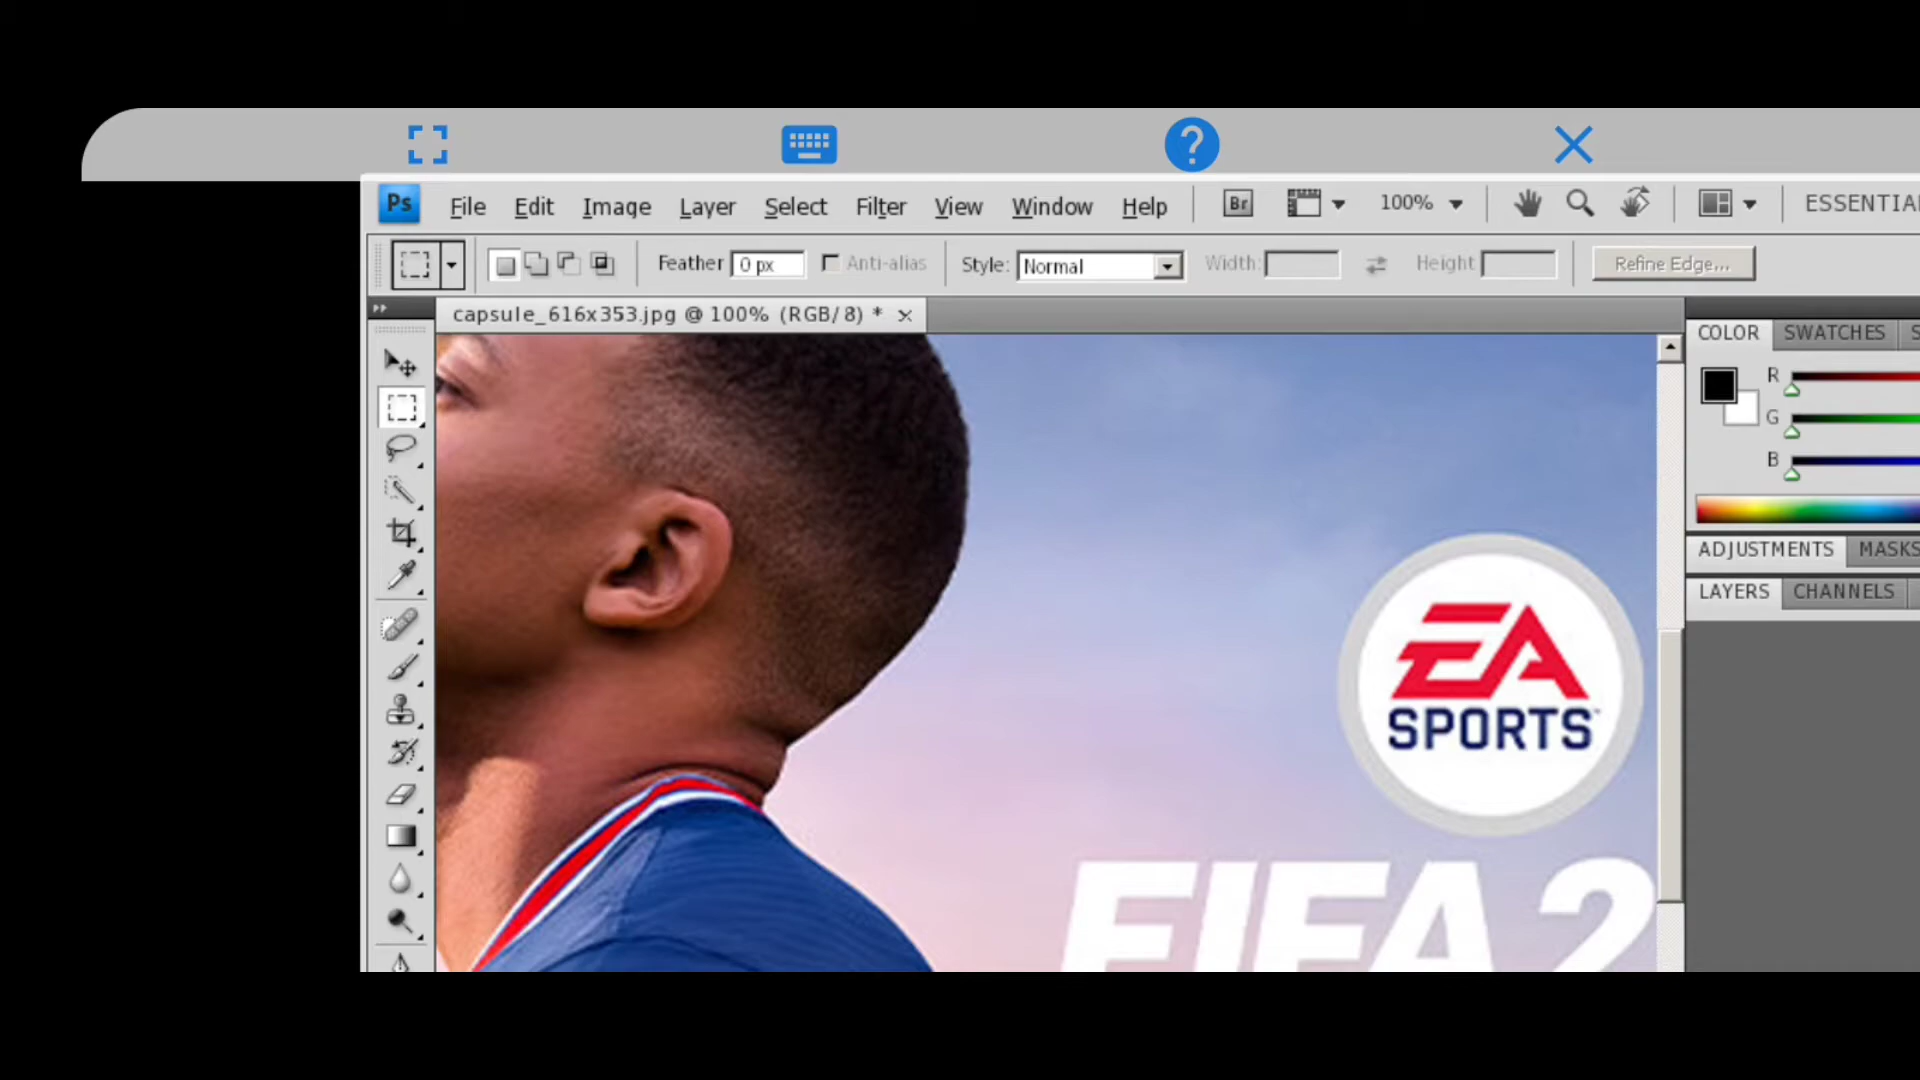 ?
Ps File Edit Image Layer Select Filter View Window Help Br 100% ESSENTIA
Feather 0 px Anti-alias Style: Normal Width: Height Refine Edge...
capsule_616x353.jpg @ 100% (RGB/8) * x
COLOR SWATCHES S
R
G
B
ADJUSTMENTS MASKS
LAYERS CHANNELS
EA
SPORTS™
FIFA 2